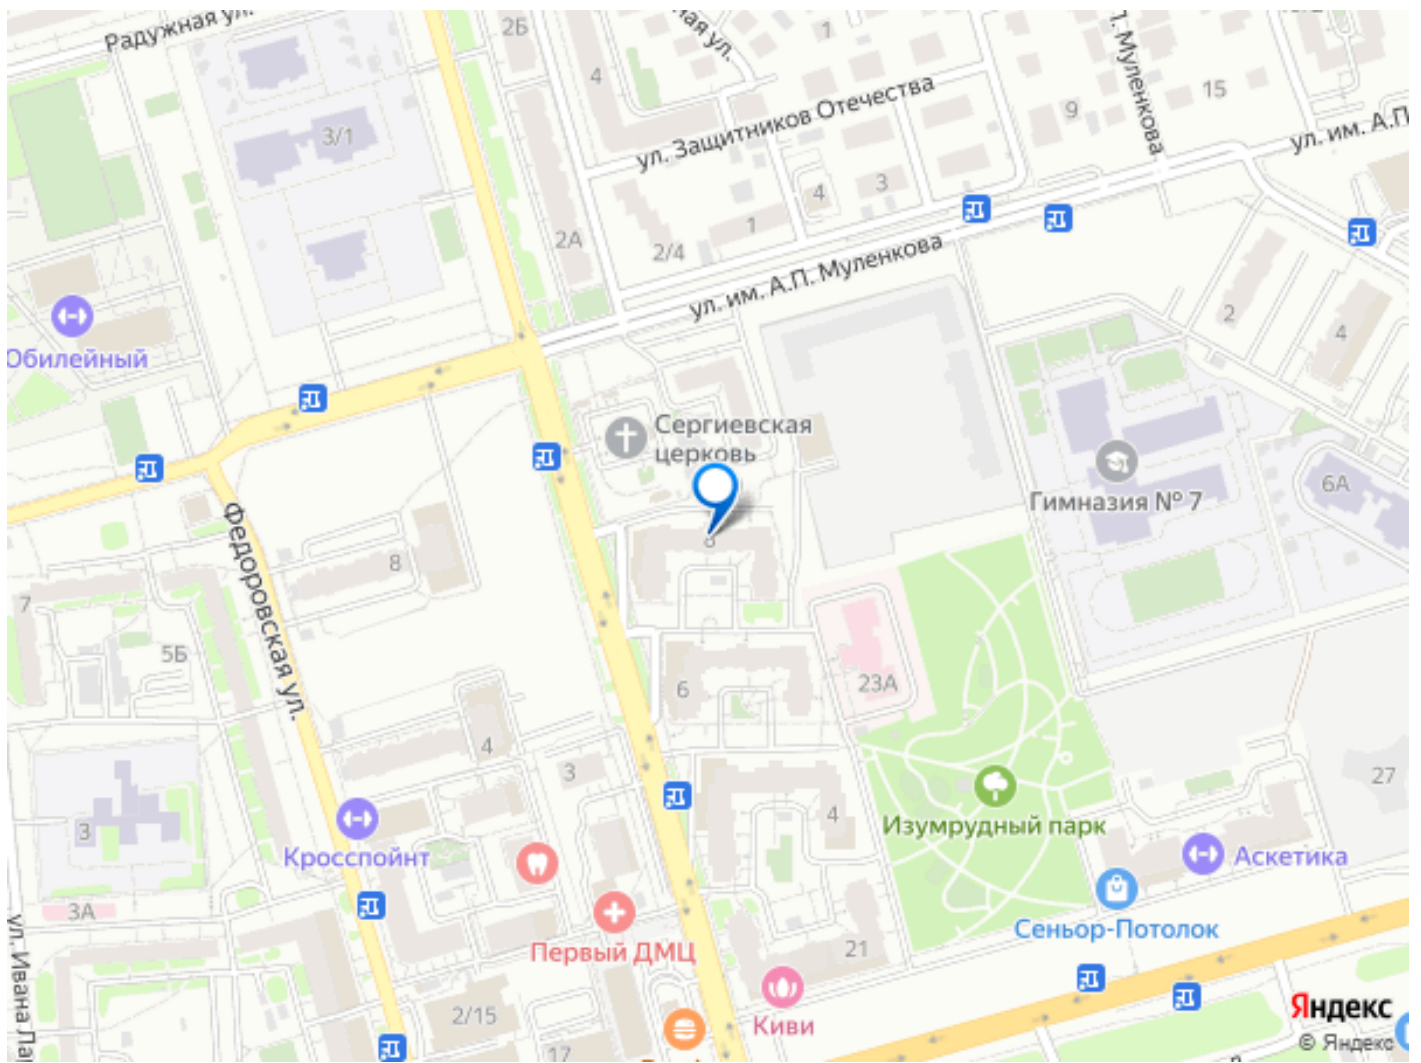 Радужная ул.
2Б
1
4
3/1
ул. Защитников Отечества
9
15
Муленкова
ул. им. А.П.
4
3
1
2А
2/4
ул. им. А.П. Муленкова
2
4
Юбилейный
Сергиевская
церковь
Гимназия № 7
6А
Федоровская ул.
8
7
5Б
6
23А
4
3
27
3
4
Изумрудный парк
Кросспойнт
Аскетика
3А
Сеньор-Потолок
Первый ДМЦ
21
2/15
Киви
17
Яндекс
© Яндекс